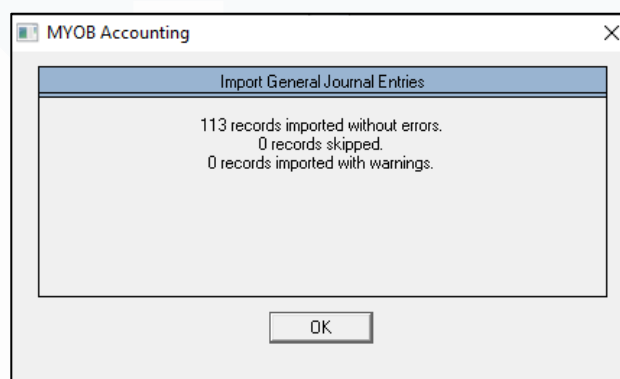 MYOB Accounting
Import General Journal Entries
113 records imported without errors.
0 records skipped.
0 records imported with warnings.
OK